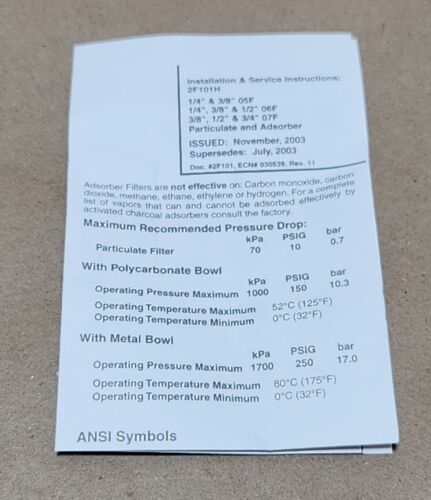 Installation & Service Instructions:
2F101H
1/4" & 3/8" 05F
1/4", 3/8" & 1/2" 06F
3/8", 1/2" & 3/4" 07F
Particulate and Adsorber
ISSUED: November, 2003
Supersedes: July, 2003
Doc. #2F101, ECN# 030539, Rev. 11
Adsorber Filters are not effective on: Carbon monoxide, carbon
dioxide, methane, ethane, ethylene or hydrogen. For a complete
list of vapors that can and cannot be adsorbed effectively by
activated charcoal adsorbers consult the factory.
Maximum Recommended Pressure Drop:
kPa PSIG bar
Particulate Filter 70 10 0.7
With Polycarbonate Bowl
kPa PSIG bar
Operating Pressure Maximum 1000 150 10.3
Operating Temperature Maximum 52°C (125°F)
Operating Temperature Minimum 0°C (32°F)
With Metal Bowl
kPa PSIG bar
Operating Pressure Maximum 1700 250 17.0
Operating Temperature Maximum 80°C (175°F)
Operating Temperature Minimum 0°C (32°F)
ANSI Symbols